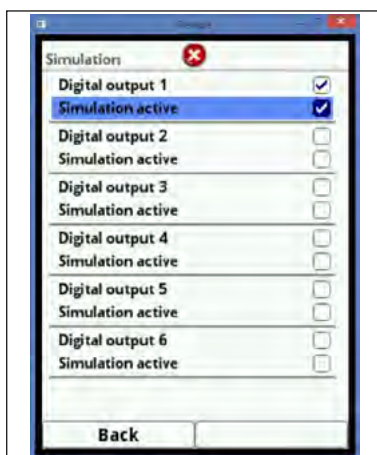 Simulation
Digital output 1
Simulation active
Digital output 2
Simulation active
Digital output 3
Simulation active
Digital output 4
Simulation active
Digital output 5
Simulation active
Digital output 6
Simulation active
Back